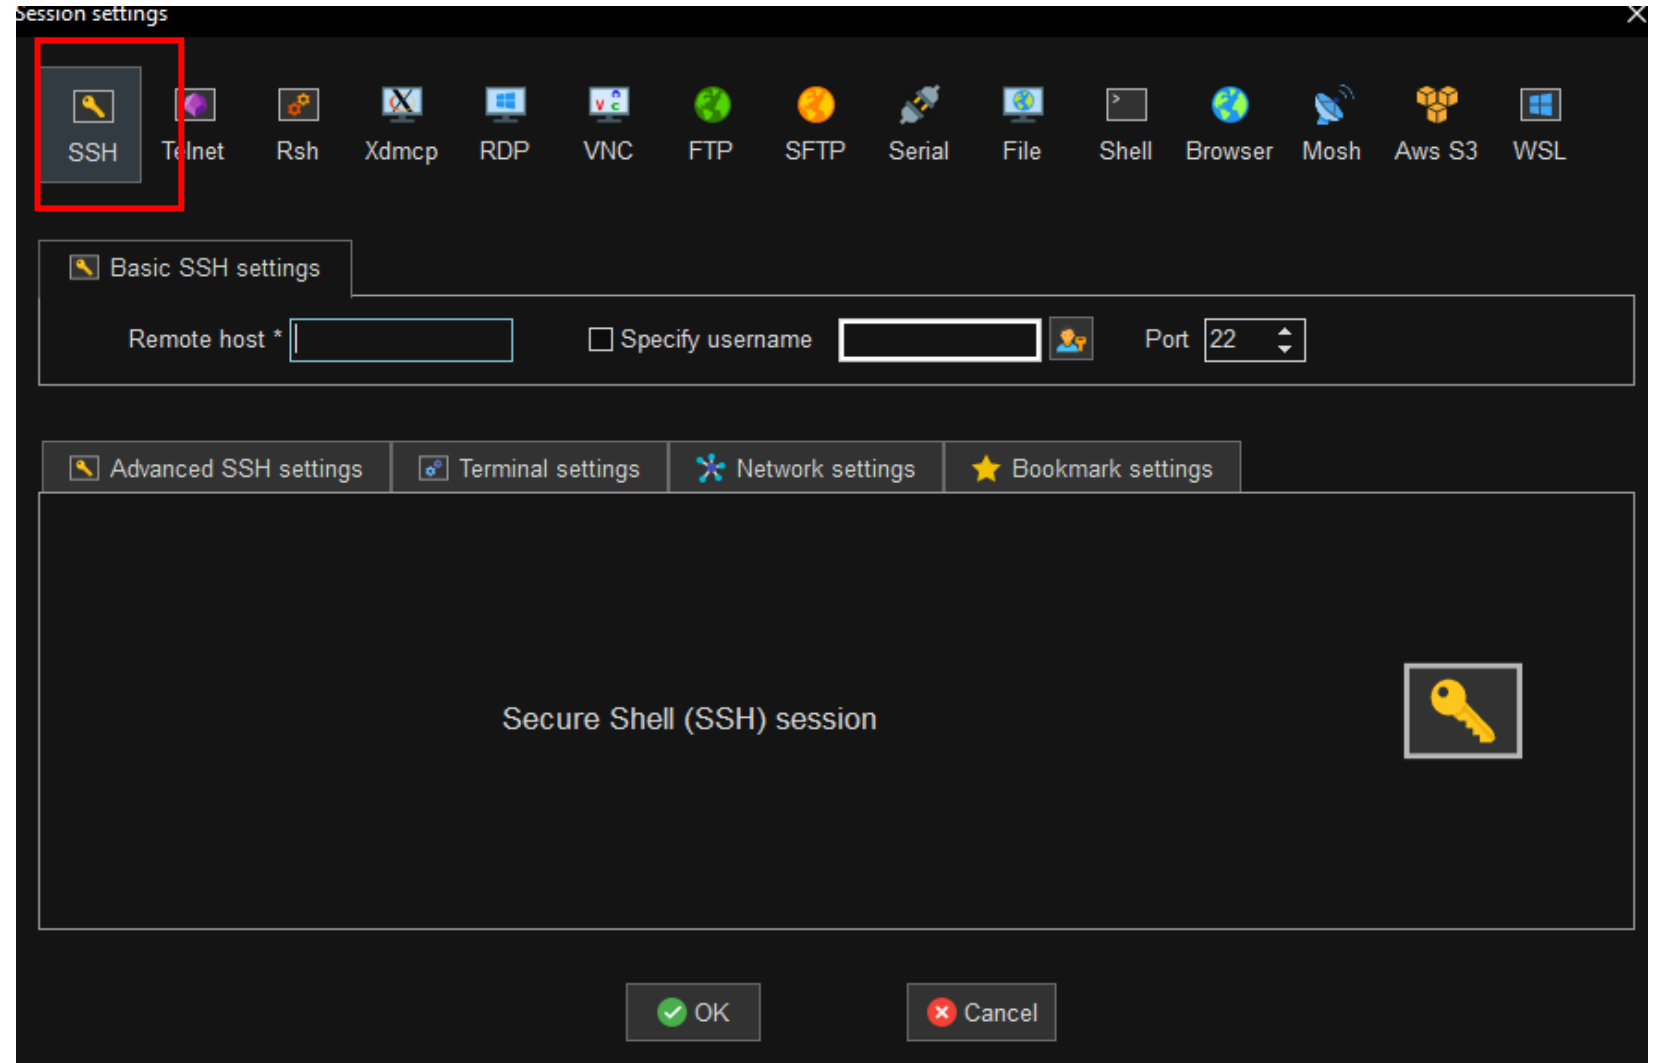 Session settings
SSH Telnet Rsh Xdmcp RDP VNC FTP SFTP Serial File Shell Browser Mosh Aws S3 WSL
Basic SSH settings
Remote host * Specify username Port 22
Advanced SSH settings Terminal settings Network settings Bookmark settings
Secure Shell (SSH) session
OK Cancel